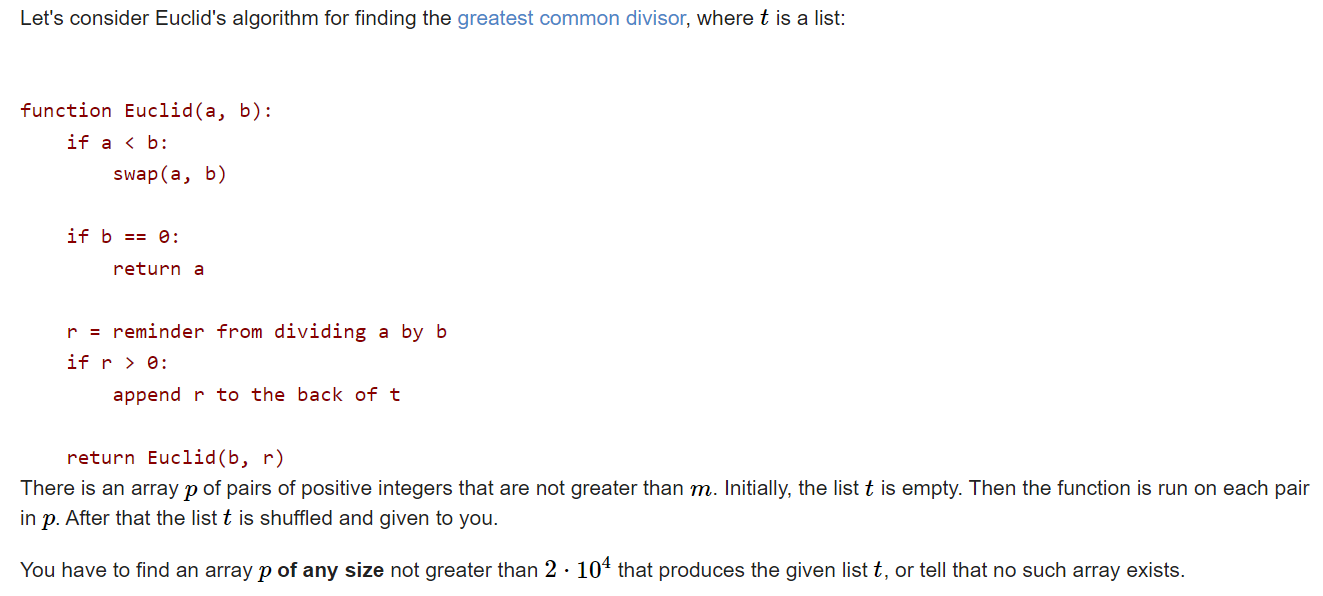 Let's consider Euclid's algorithm for finding the greatest common divisor, where t is a list:
function Euclid(a, b):
    if a < b:
        swap(a, b)
    if b == 0:
        return a
    r = reminder from dividing a by b
    if r > 0:
        append r to the back of t
    return Euclid(b, r)
There is an array p of pairs of positive integers that are not greater than m. Initially, the list t is empty. Then the function is run on each pair
in p. After that the list t is shuffled and given to you.
You have to find an array p of any size not greater than 2 · 10⁴ that produces the given list t, or tell that no such array exists.